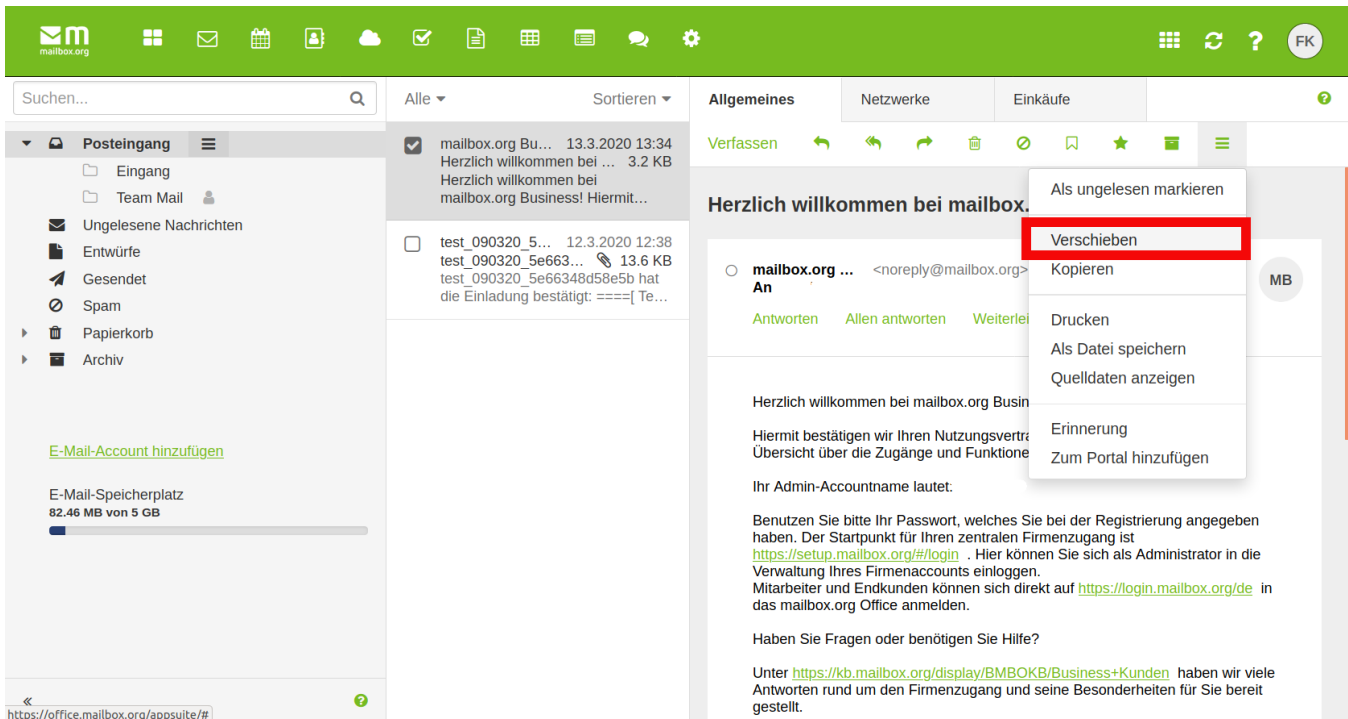 mailbox.org
FK
Suchen...
Posteingang
Eingang
Team Mail
Ungelesene Nachrichten
Entwürfe
Gesendet
Spam
Papierkorb
Archiv
E-Mail-Account hinzufügen
E-Mail-Speicherplatz
82.46 MB von 5 GB
https://office.mailbox.org/appsuite/#
Alle Sortieren
mailbox.org Bu... 13.3.2020 13:34
Herzlich willkommen bei ... 3.2 KB
Herzlich willkommen bei
mailbox.org Business! Hiermit…
test_090320_5... 12.3.2020 12:38
test_090320_5e663... 13.6 KB
test_090320_5e66348d58e5b hat
die Einladung bestätigt: ====[ Te…
Allgemeines Netzwerke Einkäufe
Verfassen
Herzlich willkommen bei mailbox.
mailbox.org ... <noreply@mailbox.org>
An
MB
Antworten Allen antworten Weiterlei
Als ungelesen markieren
Verschieben
Kopieren
Drucken
Als Datei speichern
Quelldaten anzeigen
Erinnerung
Zum Portal hinzufügen
Herzlich willkommen bei mailbox.org Busin
Hiermit bestätigen wir Ihren Nutzungsvertra
Übersicht über die Zugänge und Funktione
Ihr Admin-Accountname lautet:
Benutzen Sie bitte Ihr Passwort, welches Sie bei der Registrierung angegeben
haben. Der Startpunkt für Ihren zentralen Firmenzugang ist
https://setup.mailbox.org/#/login . Hier können Sie sich als Administrator in die
Verwaltung Ihres Firmenaccounts einloggen.
Mitarbeiter und Endkunden können sich direkt auf https://login.mailbox.org/de in
das mailbox.org Office anmelden.
Haben Sie Fragen oder benötigen Sie Hilfe?
Unter https://kb.mailbox.org/display/BMBOKB/Business+Kunden haben wir viele
Antworten rund um den Firmenzugang und seine Besonderheiten für Sie bereit
gestellt.